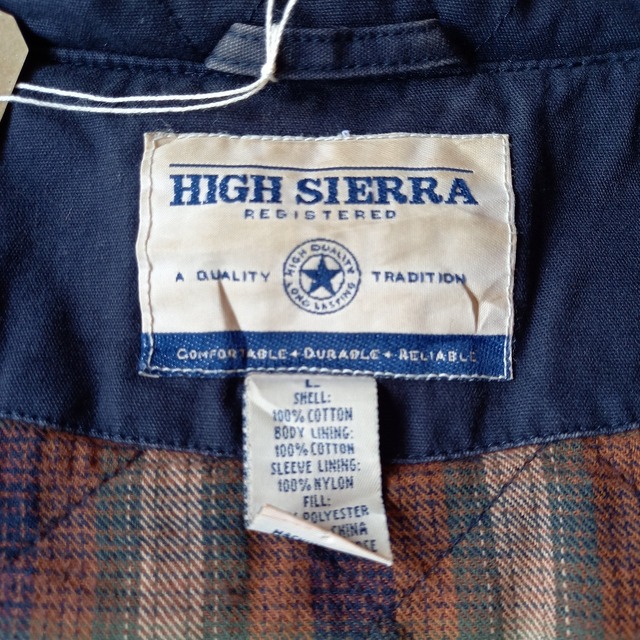 HIGH SIERRA
REGISTERED
A QUALITY TRADITION
HIGH QUALITY
LONG LASTING
COMFORTABLE + DURABLE + RELIABLE
L
SHELL:
100% COTTON
BODY LINING:
100% COTTON
SLEEVE LINING:
100% NYLON
FILL:
POLYESTER
CHINA